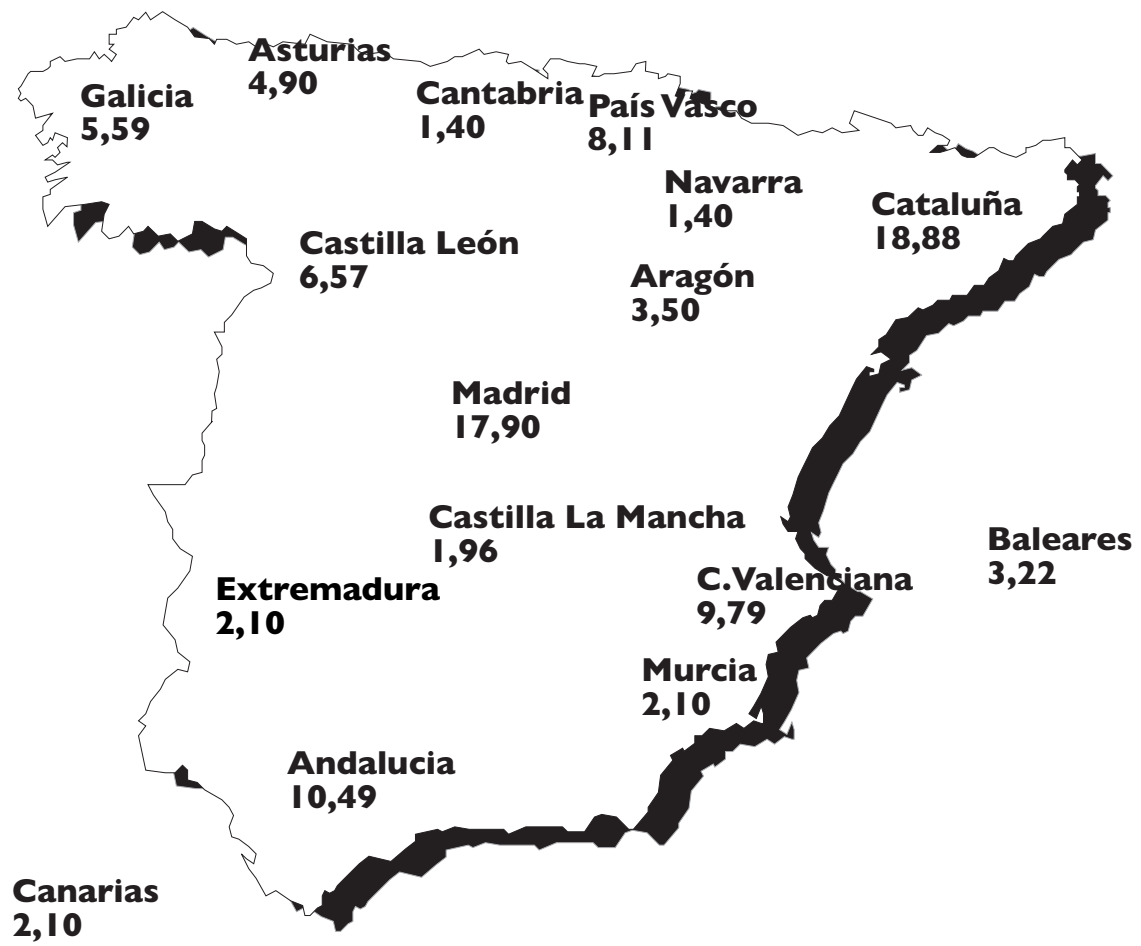 Asturias
4,90
Galicia
5,59
Cantabria
1,40
País Vasco
8,11
Navarra
1,40
Cataluña
18,88
Castilla León
6,57
Aragón
3,50
Madrid
17,90
Castilla La Mancha
1,96
Baleares
3,22
Extremadura
2,10
C.Valenciana
9,79
Murcia
2,10
Andalucia
10,49
Canarias
2,10